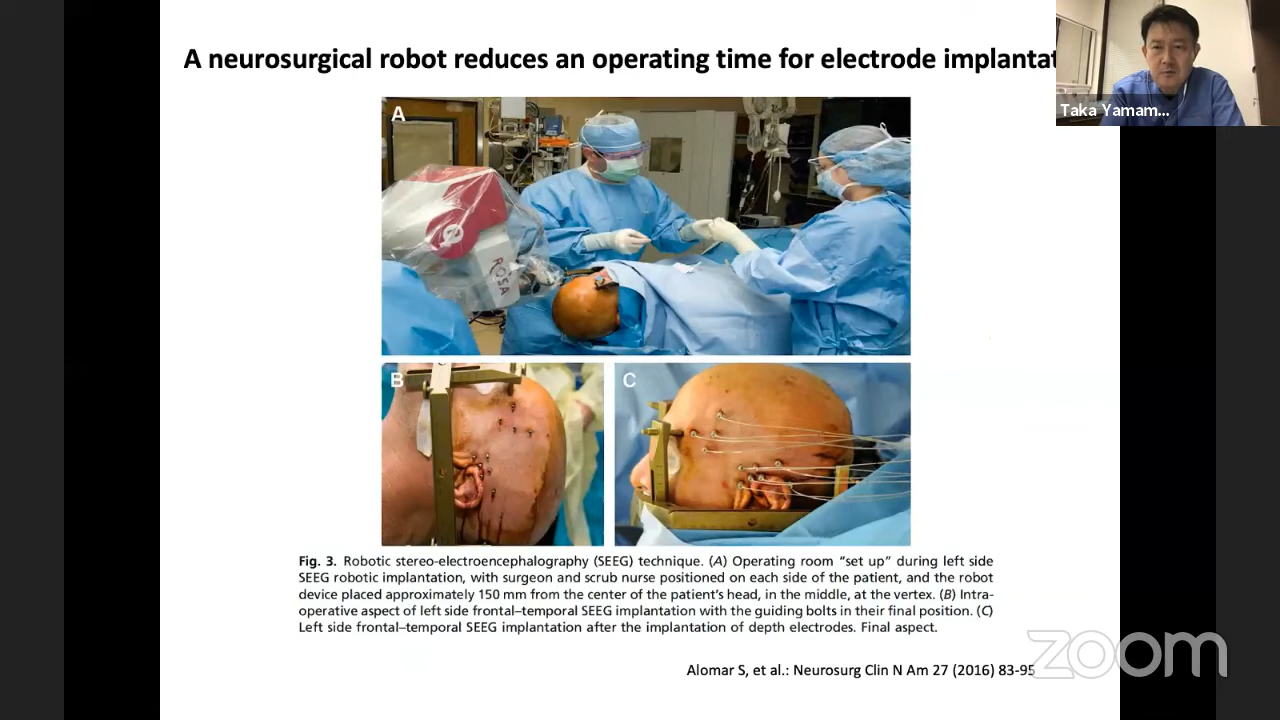 A neurosurgical robot reduces an operating time for electrode implantat
Taka Yamam...
A
ROSA
B
C
Fig. 3. Robotic stereo-electroencephalography (SEEG) technique. (A) Operating room "set up" during left side
SEEG robotic implantation, with surgeon and scrub nurse positioned on each side of the patient, and the robot
device placed approximately 150 mm from the center of the patient's head, in the middle, at the vertex. (B) Intra-
operative aspect of left side frontal–temporal SEEG implantation with the guiding bolts in their final position. (C)
Left side frontal–temporal SEEG implantation after the implantation of depth electrodes. Final aspect.
Alomar S, et al.: Neurosurg Clin N Am 27 (2016) 83-95
zoom